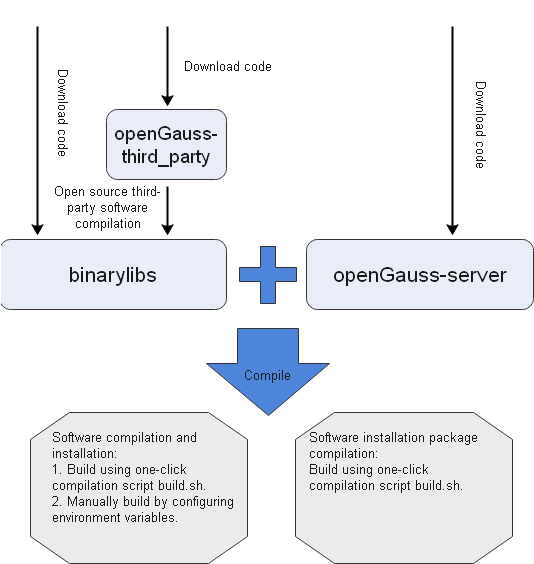 Download code
Download code
Download code
openGauss-
third_party
Open source third-
party software
compilation
binarylibs
openGauss-server
Compile
Software compilation and
installation:
1. Build using one-click
compilation script build.sh.
2. Manually build by configuring
environment variables.
Software installation package
compilation:
Build using one-click
compilation script build.sh.